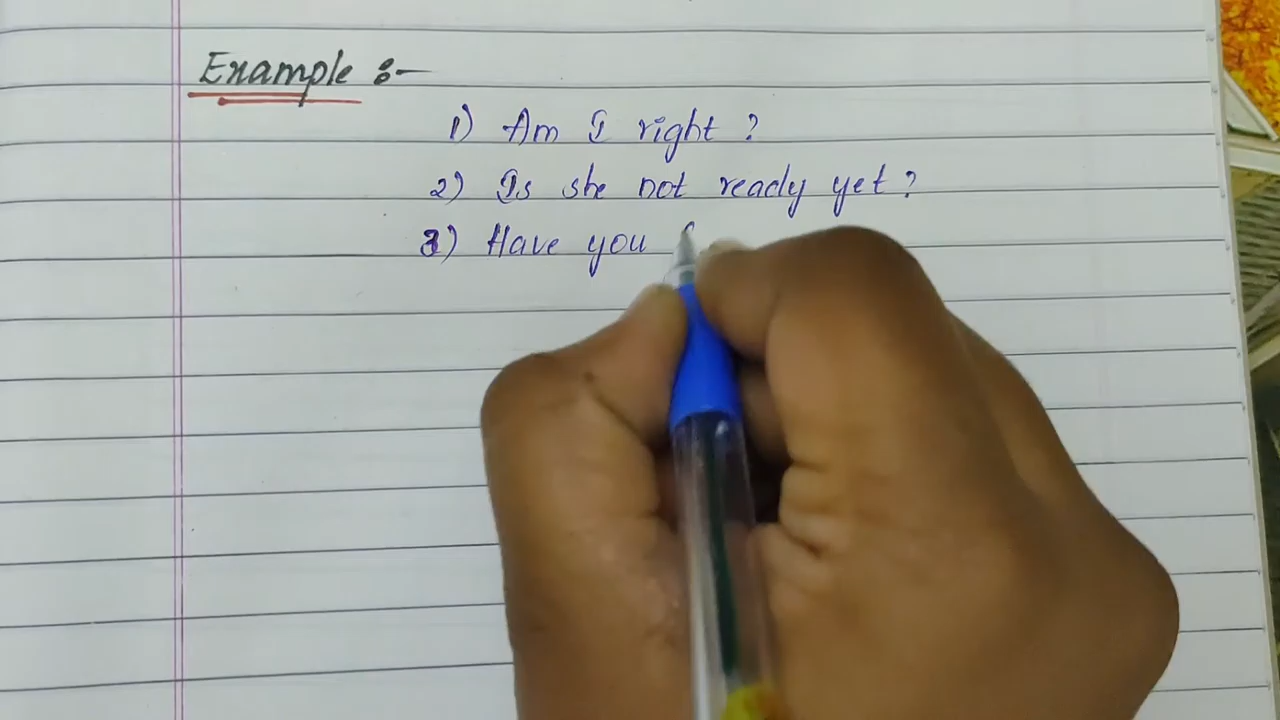 Example :-
1) Am I right ?
2) Is she not ready yet ?
3) Have you